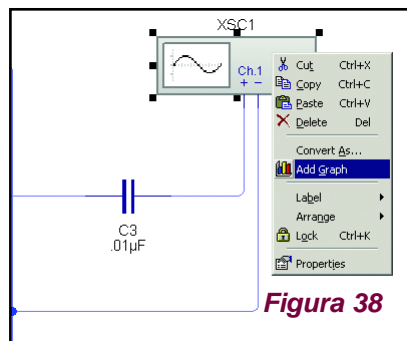 XSC1
Ch.1
+ −
Cut Ctrl+X
Copy Ctrl+C
Paste Ctrl+V
Delete Del
Convert As...
Add Graph
Label
Arrange
Lock Ctrl+K
Properties
C3
.01µF
Figura 38